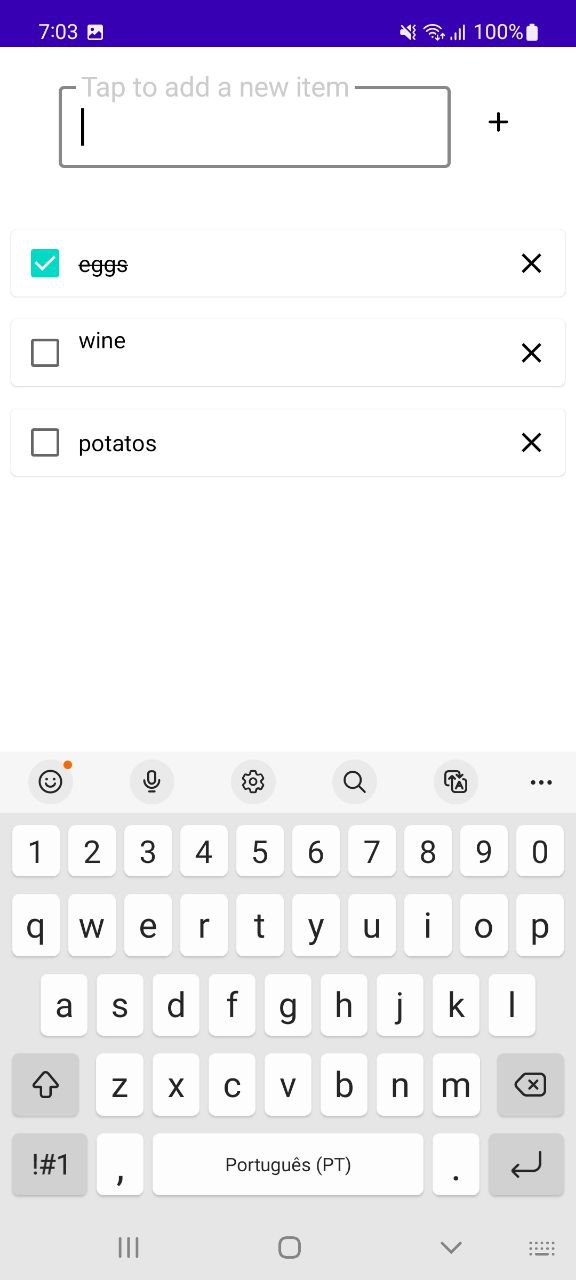 7:03 100%
Tap to add a new item
eggs
wine
potatos
1 2 3 4 5 6 7 8 9 0
q w e r t y u i o p
a s d f g h j k l
z x c v b n m
!#1 , Português (PT) .